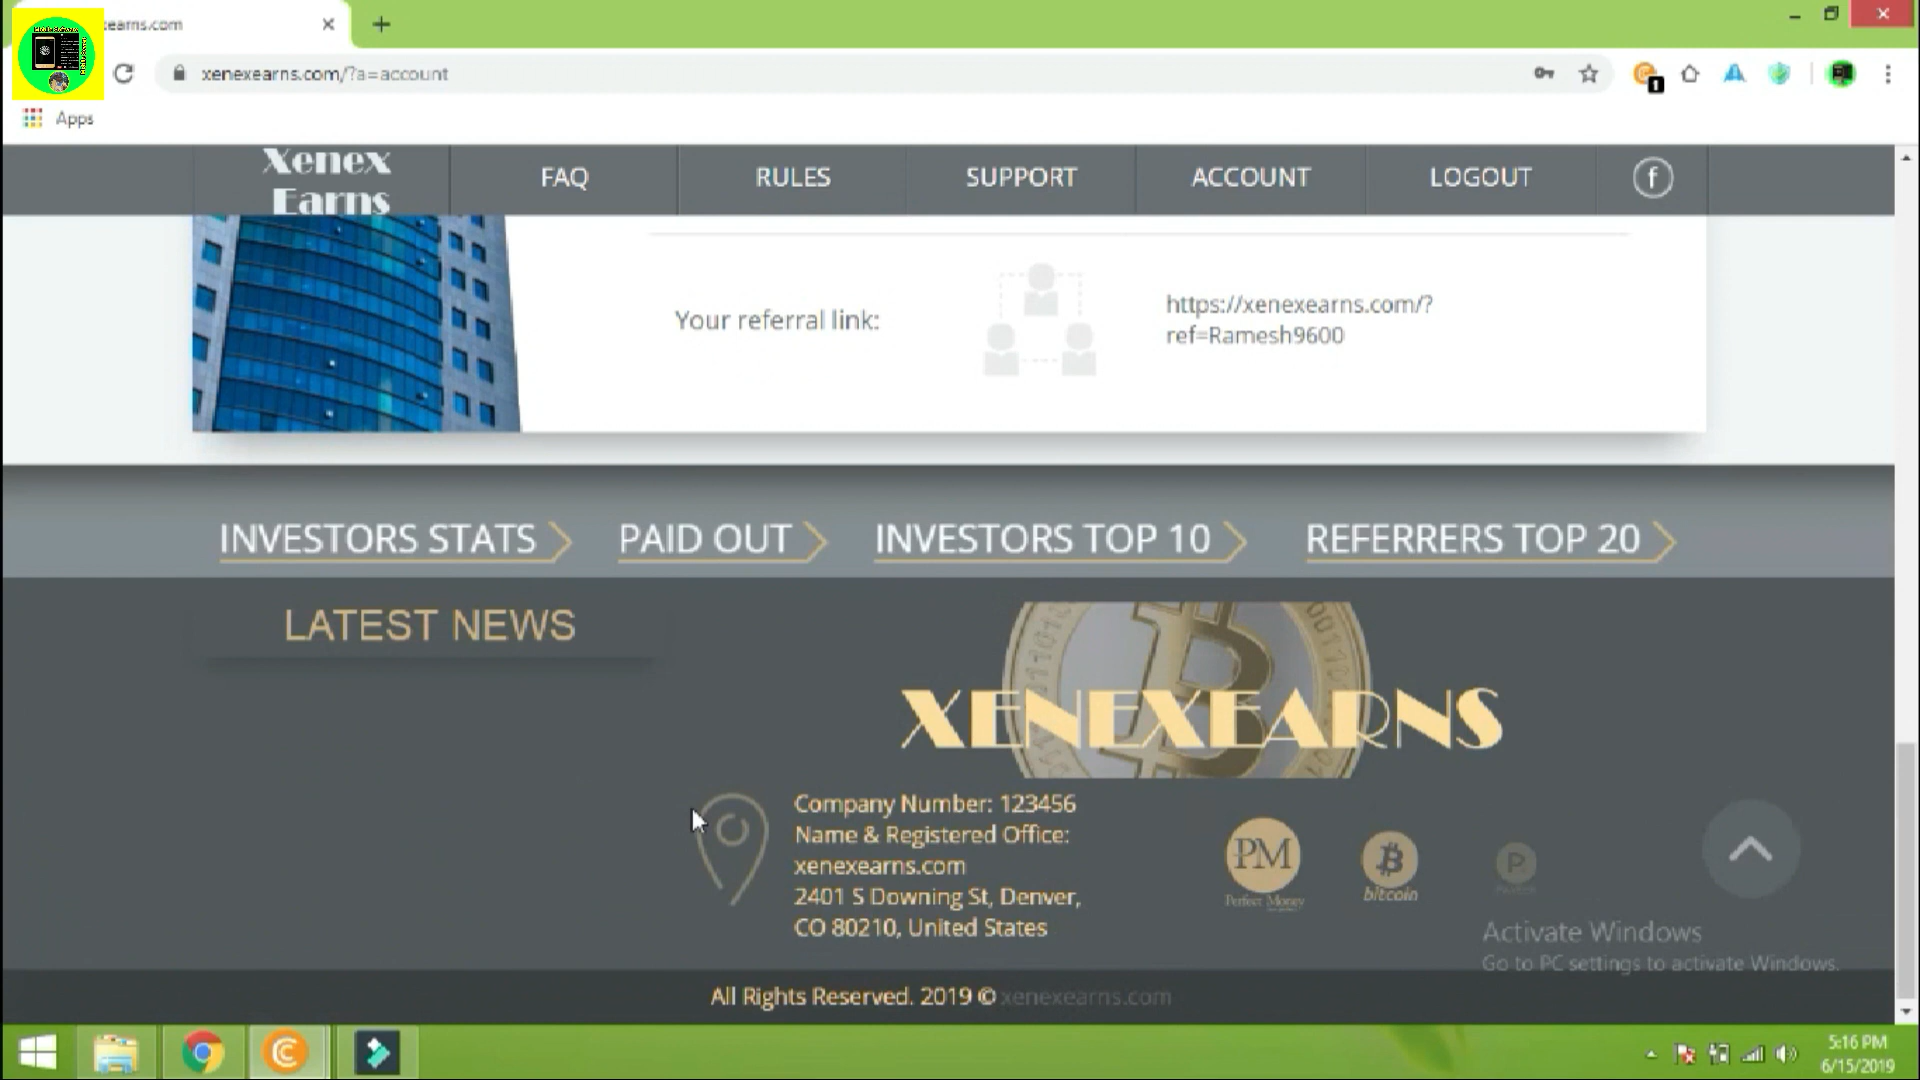 earns.com
xenexearns.com/?a=account
1
Apps
Xenex
Earns
FAQ
RULES
SUPPORT
ACCOUNT
LOGOUT
f
Your referral link:
https://xenexearns.com/?
ref=Ramesh9600
INVESTORS STATS
PAID OUT
INVESTORS TOP 10
REFERRERS TOP 20
LATEST NEWS
XENEXEARNS
Company Number: 123456
Name & Registered Office:
xenexearns.com
2401 S Downing St, Denver,
CO 80210, United States
PM
Perfect Money
bitcoin
P
Activate Windows
Go to PC settings to activate Windows.
All Rights Reserved. 2019 © xenexearns.com
5:16 PM
6/15/2019